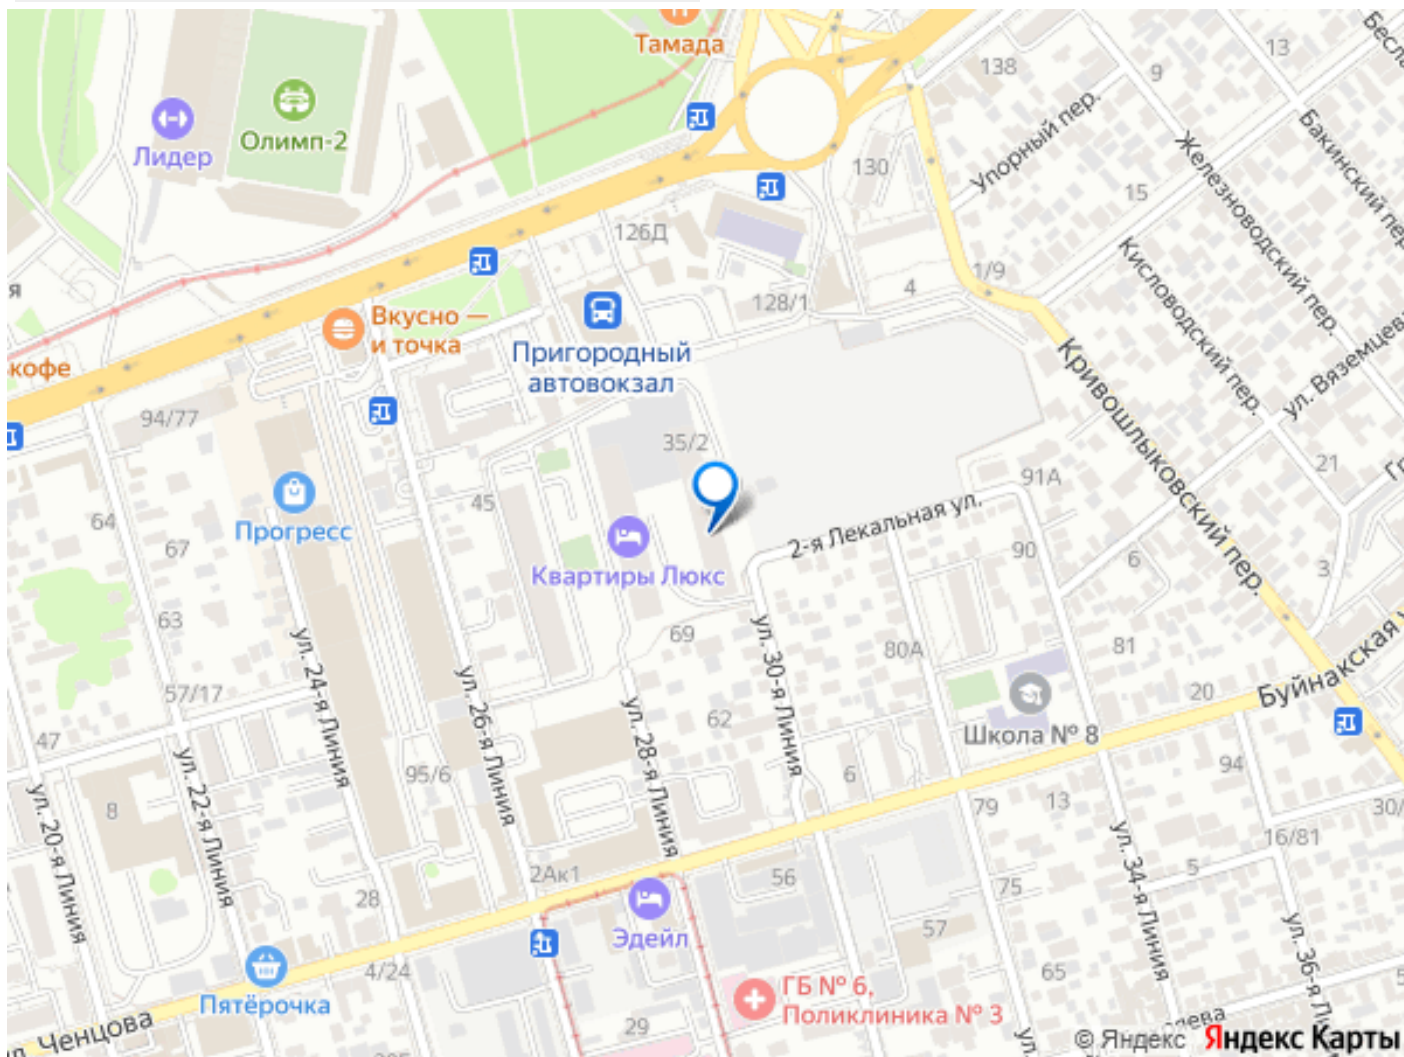 Тамада
138
13
9
Олимп-2
Лидер
Упорный пер.
130
Железноводский пер.
Бакинский пер.
15
126Д
Кисловодский пер.
1/9
4
128/1
я
Вкусно —
и точка
Пригородный
автовокзал
кофе
ул. Вяземцева
Кривошлыковский пер.
94/77
35/2
21
91А
45
64
Прогресс
67
2-я Лекальная ул.
90
6
3
Квартиры Люкс
63
69
80А
81
57/17
ул. 24-я Линия
ул. 26-я Линия
ул. 28-я Линия
ул. 30-я Линия
62
20
Буйнакская у
Школа № 8
47
95/6
6
94
8
ул. 20-я Линия
ул. 22-я Линия
79
13
30/
16/81
2Ак1
56
5
75
28
ул. 34-я Линия
57
Эдейл
4/24
65
ул. 36-я Ли
Пятёрочка
ГБ № 6,
Поликлиника № 3
29
ул.
л. Ченцова
© Яндекс Яндекс Карты